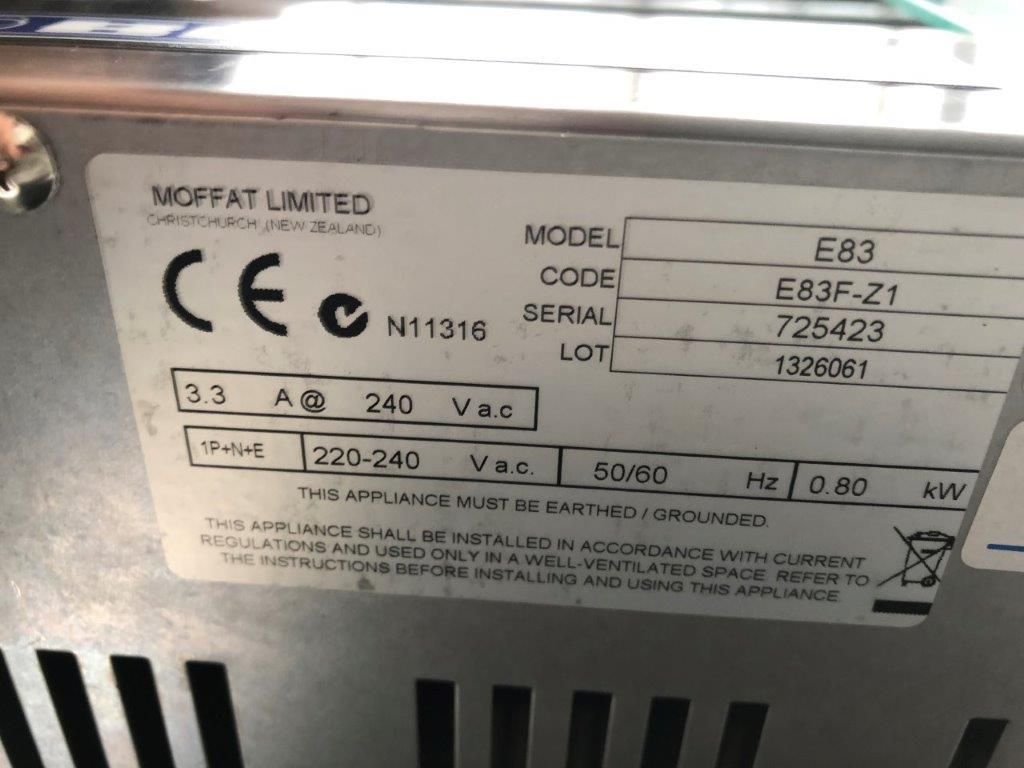 MOFFAT LIMITED
CHRISTCHURCH (NEW ZEALAND)
CE N11316
MODEL E83
CODE E83F-Z1
SERIAL 725423
LOT 1326061
3.3 A@ 240 V a.c
1P+N+E 220-240 V a.c. 50/60 Hz 0.80 kW
THIS APPLIANCE MUST BE EARTHED / GROUNDED.
THIS APPLIANCE SHALL BE INSTALLED IN ACCORDANCE WITH CURRENT
REGULATIONS AND USED ONLY IN A WELL-VENTILATED SPACE. REFER TO
THE INSTRUCTIONS BEFORE INSTALLING AND USING THIS APPLIANCE.